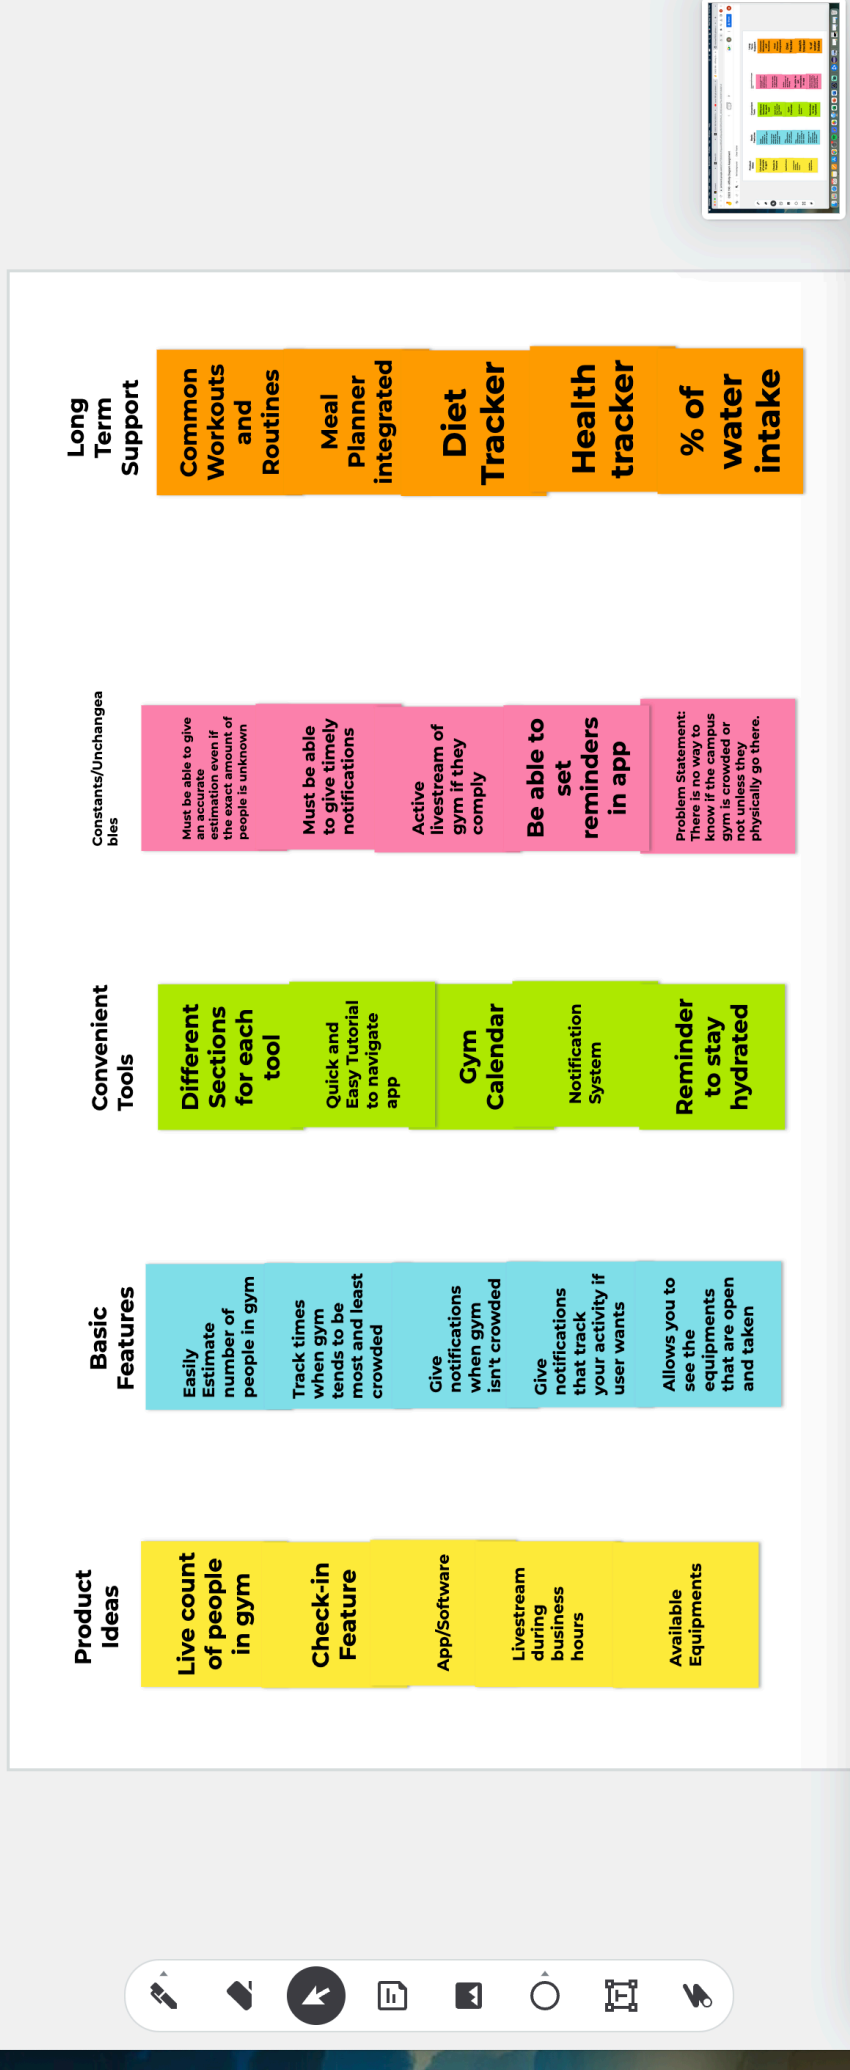 Product
Ideas
Live count
of people
in gym
Check-in
Feature
App/Software
Livestream
during
business
hours
Available
Equipments
Basic
Features
Easily
Estimate
number of
people in gym
Track times
when gym
tends to be
most and least
crowded
Give
notifications
when gym
isn't crowded
Give
notifications
that track
your activity if
user wants
Allows you to
see the
equipments
that are open
and taken
Convenient
Tools
Different
Sections
for each
tool
Quick and
Easy Tutorial
to navigate
app
Gym
Calendar
Notification
System
Reminder
to stay
hydrated
Constants/Unchangea
bles
Must be able to give
an accurate
estimation even if
the exact amount of
people is unknown
Must be able
to give timely
notifications
Active
livestream of
gym if they
comply
Be able to
set
reminders
in app
Problem Statement:
There is no way to
know if the campus
gym is crowded or
not unless they
physically go there.
Long
Term
Support
Common
Workouts
and
Routines
Meal
Planner
integrated
Diet
Tracker
Health
tracker
% of
water
intake